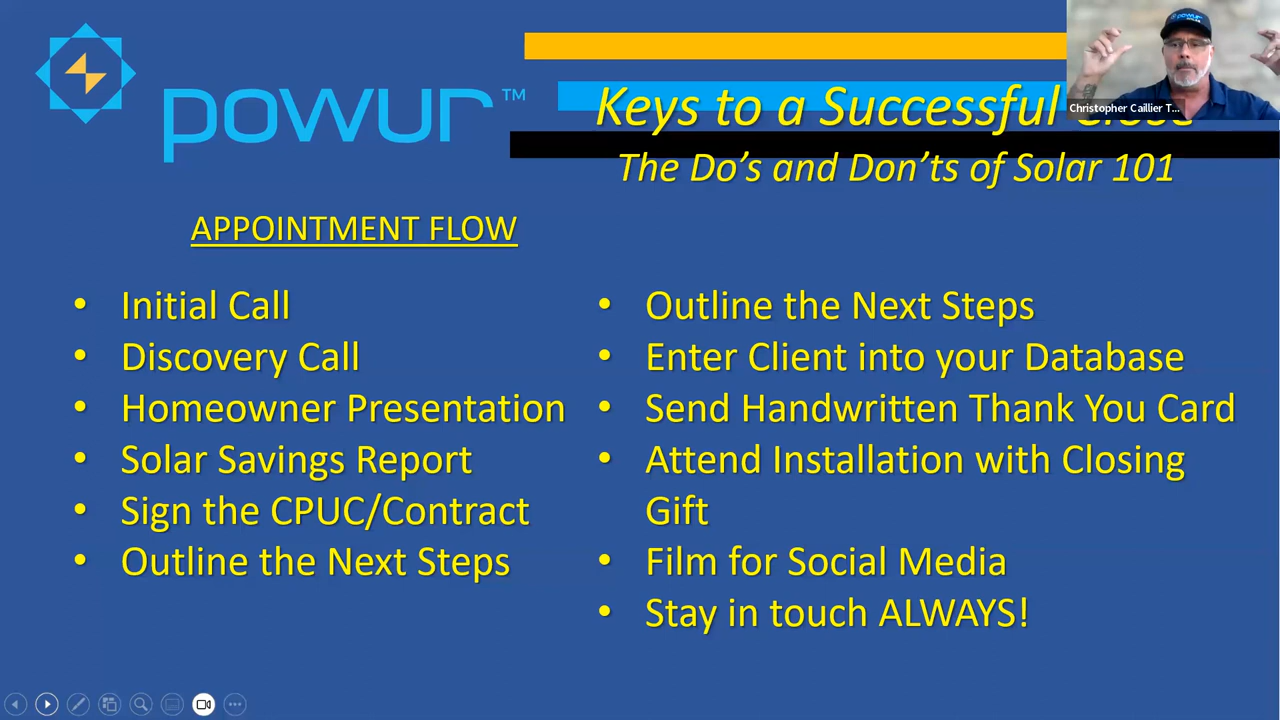 powur™
Keys to a Successful Close
Christopher Caillier T...
The Do's and Don'ts of Solar 101
APPOINTMENT FLOW
• Initial Call
• Discovery Call
• Homeowner Presentation
• Solar Savings Report
• Sign the CPUC/Contract
• Outline the Next Steps
• Outline the Next Steps
• Enter Client into your Database
• Send Handwritten Thank You Card
• Attend Installation with Closing
Gift
• Film for Social Media
• Stay in touch ALWAYS!